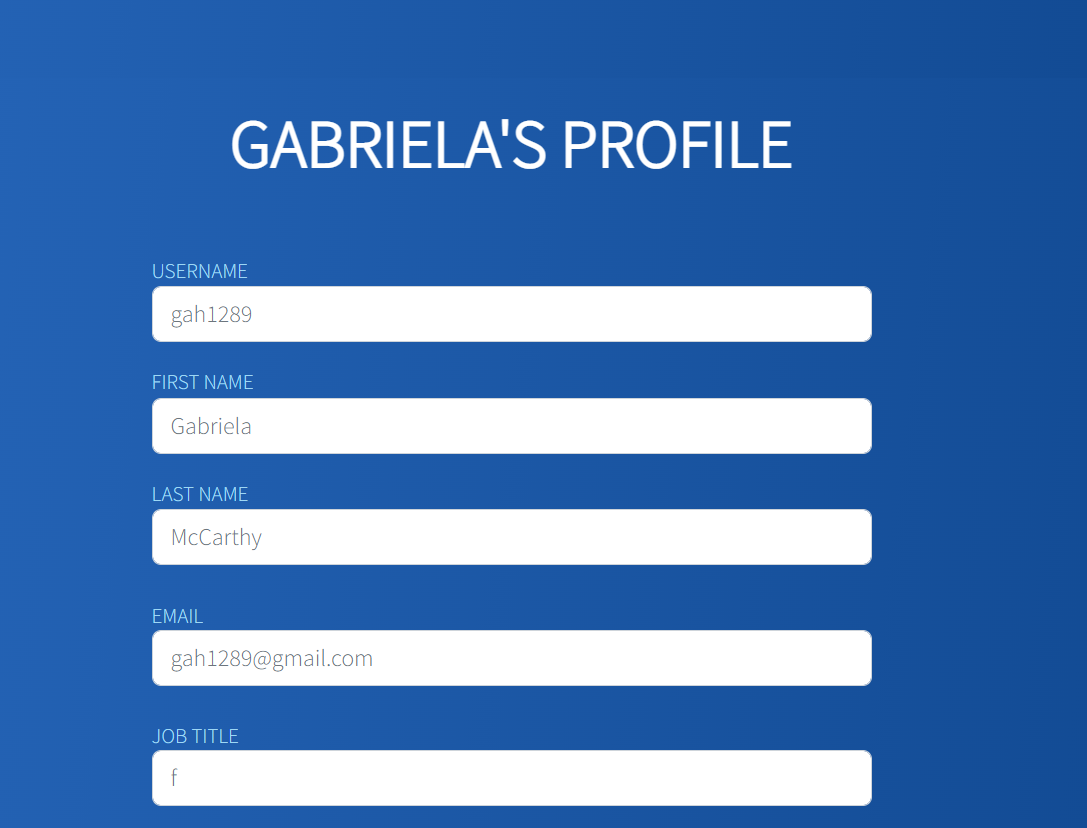 GABRIELA'S PROFILE
USERNAME
gah1289
FIRST NAME
Gabriela
LAST NAME
McCarthy
EMAIL
gah1289@gmail.com
JOB TITLE
f